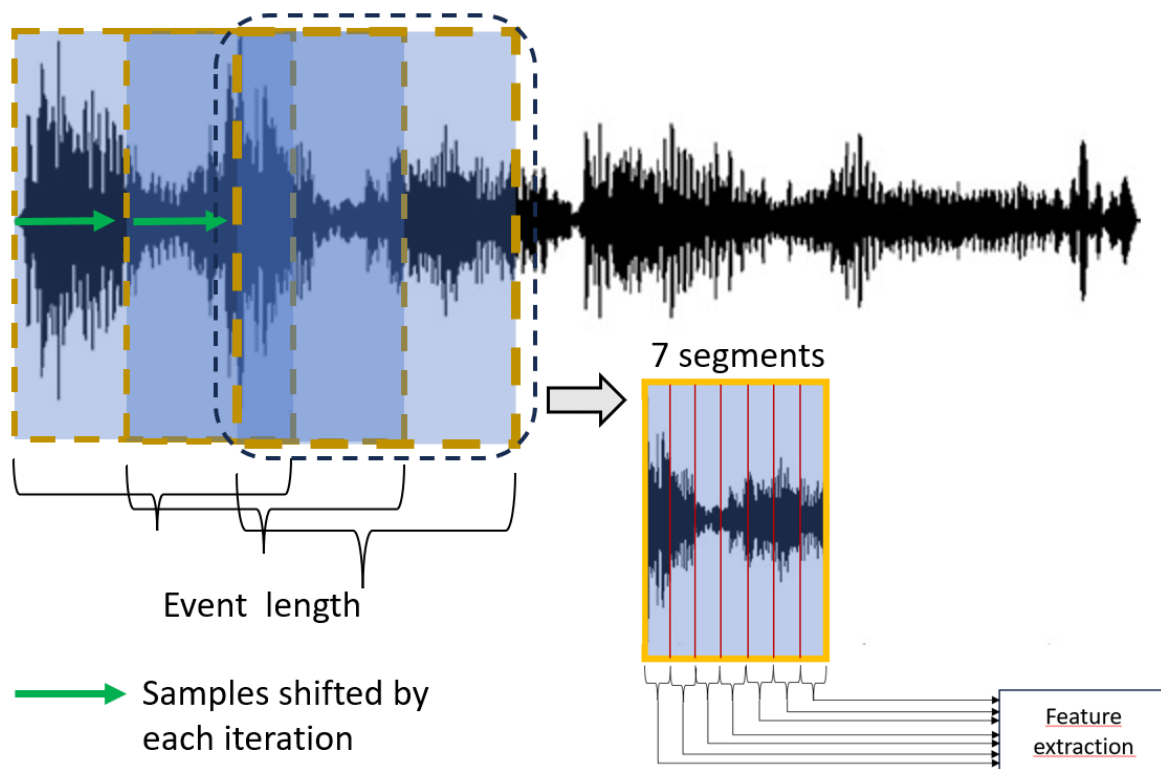 7 segments
Event length
Samples shifted by
each iteration
Feature
extraction